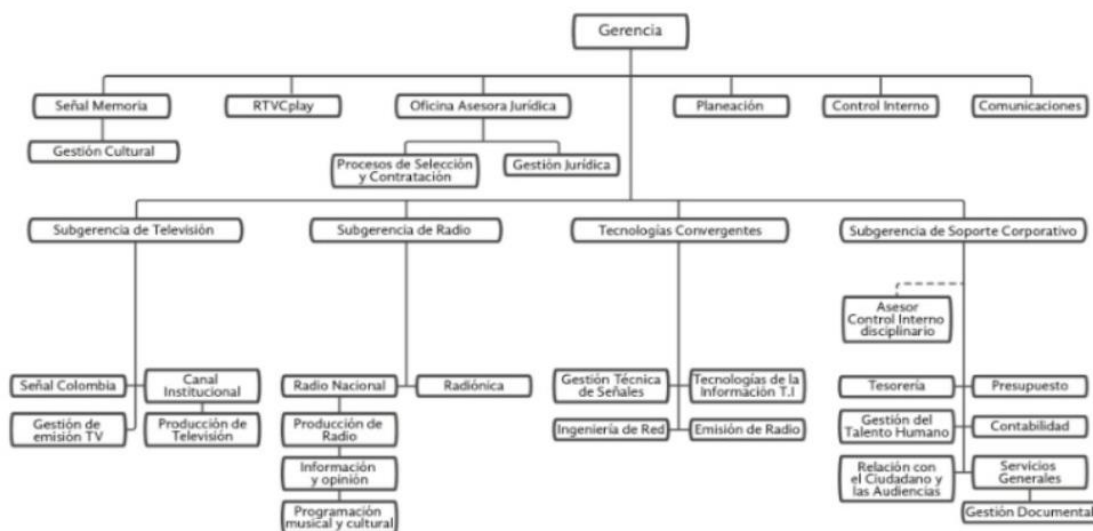 Gerencia
Señal Memoria
RTVCplay
Oficina Asesora Jurídica
Planeación
Control Interno
Comunicaciones
Gestión Cultural
Procesos de Selección
y Contratación
Gestión Jurídica
Subgerencia de Televisión
Subgerencia de Radio
Tecnologías Convergentes
Subgerencia de Soporte Corporativo
Asesor
Control Interno
disciplinario
Señal Colombia
Canal
Institucional
Gestión de
emisión TV
Producción de
Televisión
Radio Nacional
Radiónica
Producción de
Radio
Información
y opinión
Programación
musical y cultural
Gestión Técnica
de Señales
Tecnologías de la
Información T.I
Ingeniería de Red
Emisión de Radio
Tesorería
Presupuesto
Gestión del
Talento Humano
Contabilidad
Relación con
el Ciudadano y
las Audiencias
Servicios
Generales
Gestión Documental